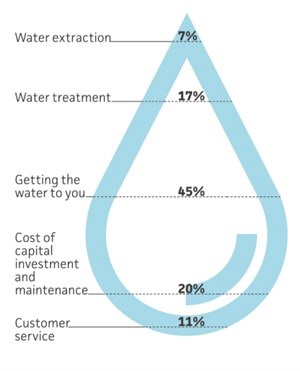 Water extraction 7%
Water treatment 17%
Getting the
water to you 45%
Cost of
capital
investment
and
maintenance 20%
Customer 11%
service